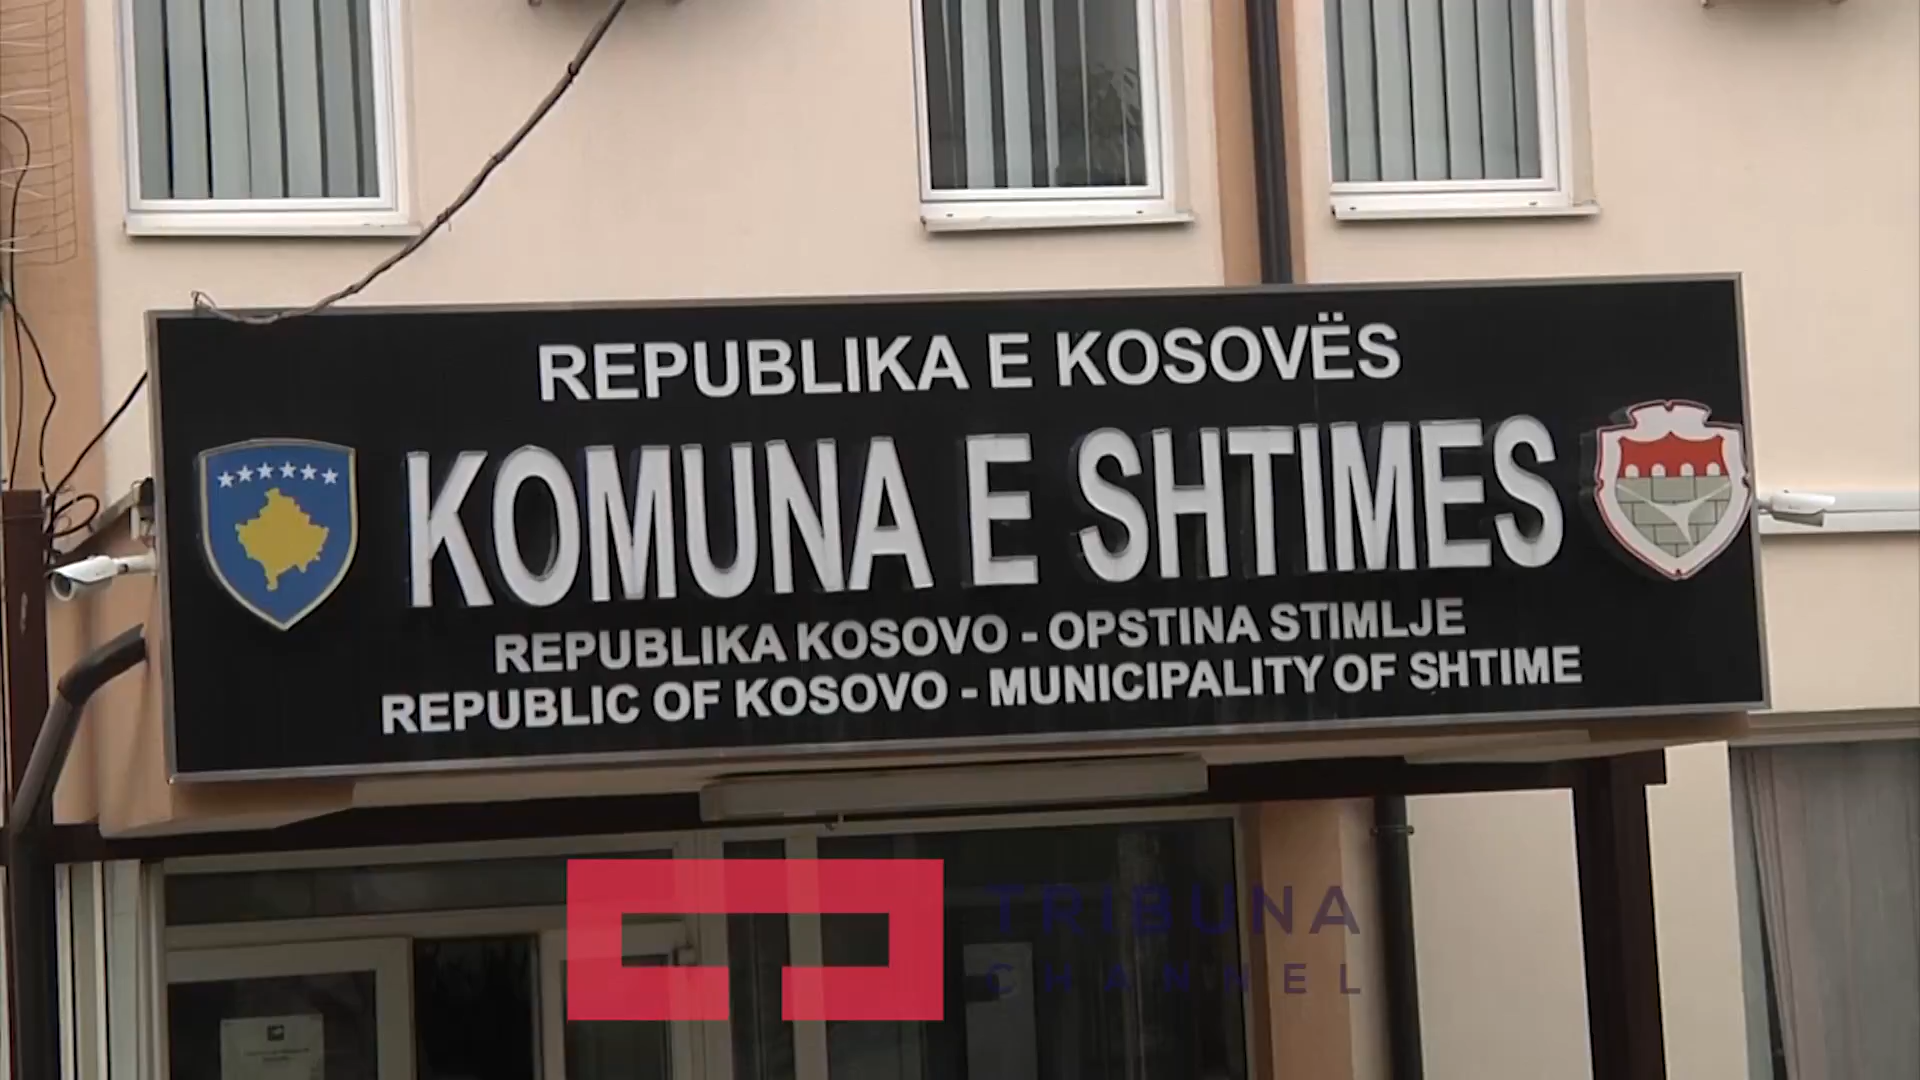 REPUBLIKA E KOSOVËS
KOMUNA E SHTIMES
REPUBLIKA KOSOVO - OPSTINA STIMLJE
REPUBLIC OF KOSOVO - MUNICIPALITY OF SHTIME
TRIBUNA
CHANNEL